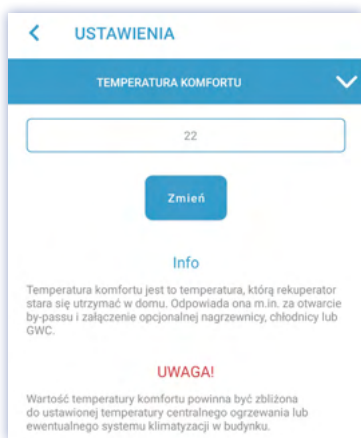 USTAWIENIA
TEMPERATURA KOMFORTU
22
Zmień
Info
Temperatura komfortu jest to temperatura, którą rekuperator
stara się utrzymać w domu. Odpowiada ona m.in. za otwarcie
by-passu i załączenie opcjonalnej nagrzewnicy, chłodnicy lub
GWC.
UWAGA!
Wartość temperatury komfortu powinna być zbliżona
do ustawionej temperatury centralnego ogrzewania lub
ewentualnego systemu klimatyzacji w budynku.